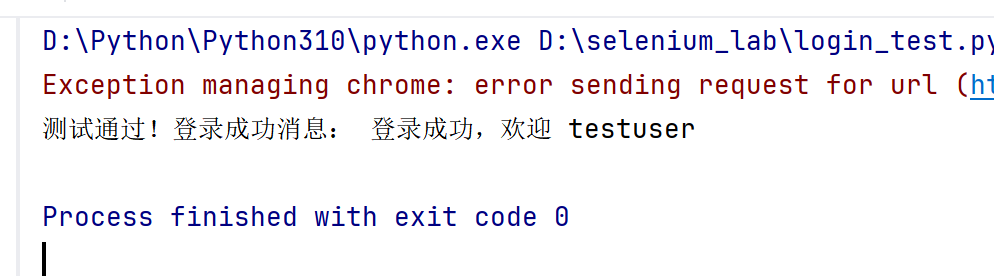 D:\Python\Python310\python.exe D:\selenium_lab\login_test.py
Exception managing chrome: error sending request for url (ht
测试通过！登录成功消息： 登录成功，欢迎 testuser
Process finished with exit code 0